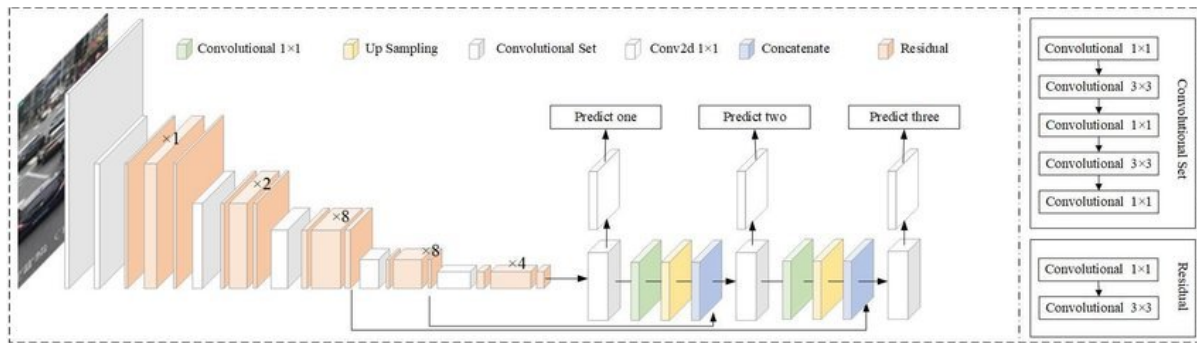 Convolutional 1×1
Up Sampling
Convolutional Set
Conv2d 1×1
Concatenate
Residual
×1
×2
×8
×8
×4
Predict one
Predict two
Predict three
Convolutional 1×1
Convolutional 3×3
Convolutional 1×1
Convolutional 3×3
Convolutional 1×1
Convolutional Set
Convolutional 1×1
Convolutional 3×3
Residual